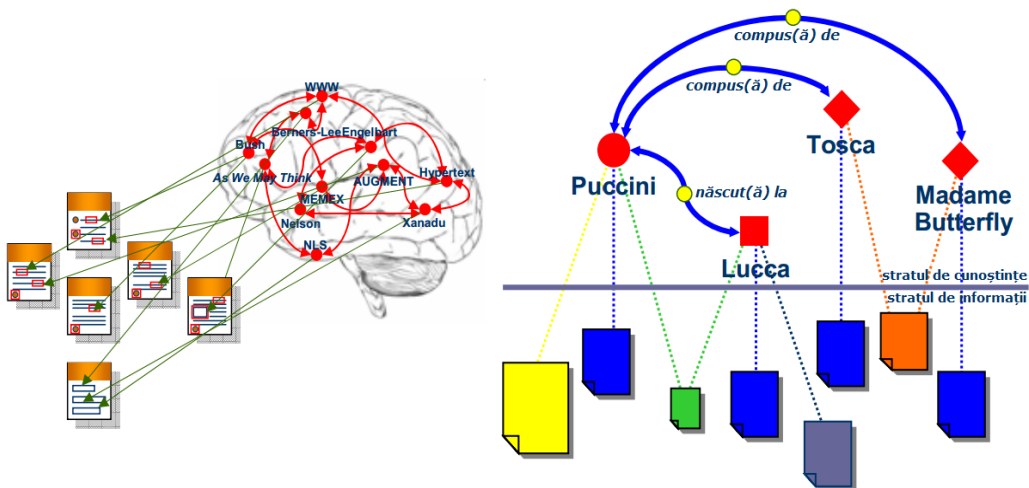 WWW
Berners-Lee
Engelbart
Bush
As We May Think
AUGMENT
Hypertext
MEMEX
Nelson
Xanadu
NLS
compus(ă) de
compus(ă) de
Tosca
Puccini
născut(ă) la
Madame
Butterfly
Lucca
stratul de cunoștințe
stratul de informații